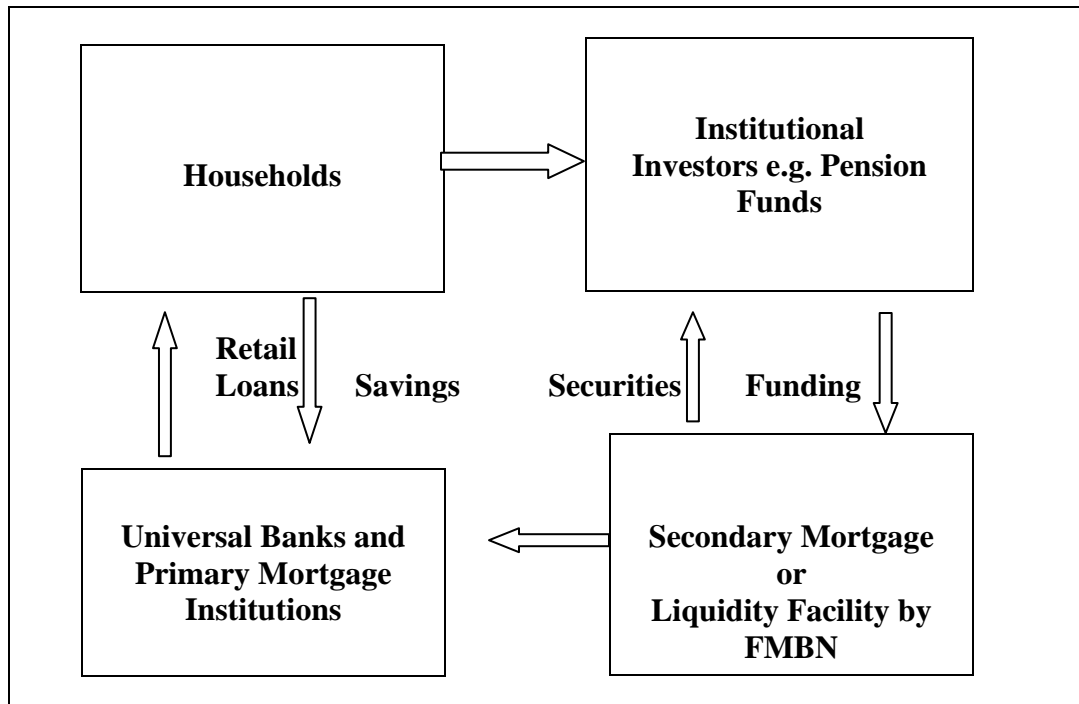 Households
Institutional
Investors e.g. Pension
Funds
Retail
Loans
Savings
Securities
Funding
Universal Banks and
Primary Mortgage
Institutions
Secondary Mortgage
or
Liquidity Facility by
FMBN